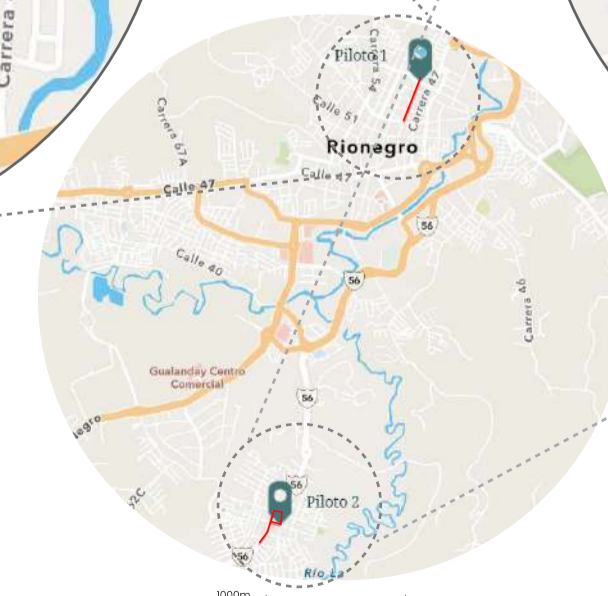 Carrera
Piloto 1
Carrera 54
Carrera 47
Calle 51
Carrera 67A
Rionegro
Calle 47
Calle 47
56
Calle 40
56
Carrera 46
Gualanday Centro
Comercial
56
negro
56
Piloto 2
52C
56
Río La
1000m